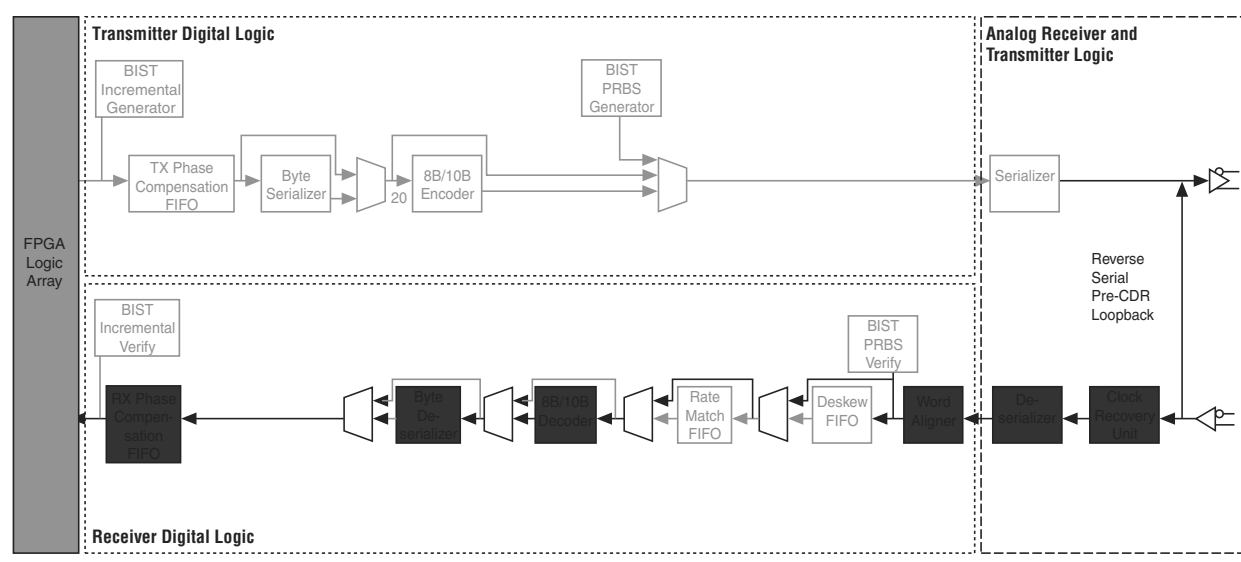 Transmitter Digital Logic
Analog Receiver and
Transmitter Logic
BIST
Incremental
Generator
BIST
PRBS
Generator
TX Phase
Compensation
FIFO
Byte
Serializer
20
8B/10B
Encoder
Serializer
FPGA
Logic
Array
Reverse
Serial
Pre-CDR
Loopback
BIST
Incremental
Verify
BIST
PRBS
Verify
RX Phase
Compen-
sation
FIFO
Byte
De-
serializer
8B/10B
Decoder
Rate
Match
FIFO
Deskew
FIFO
Word
Aligner
De-
serializer
Clock
Recovery
Unit
Receiver Digital Logic